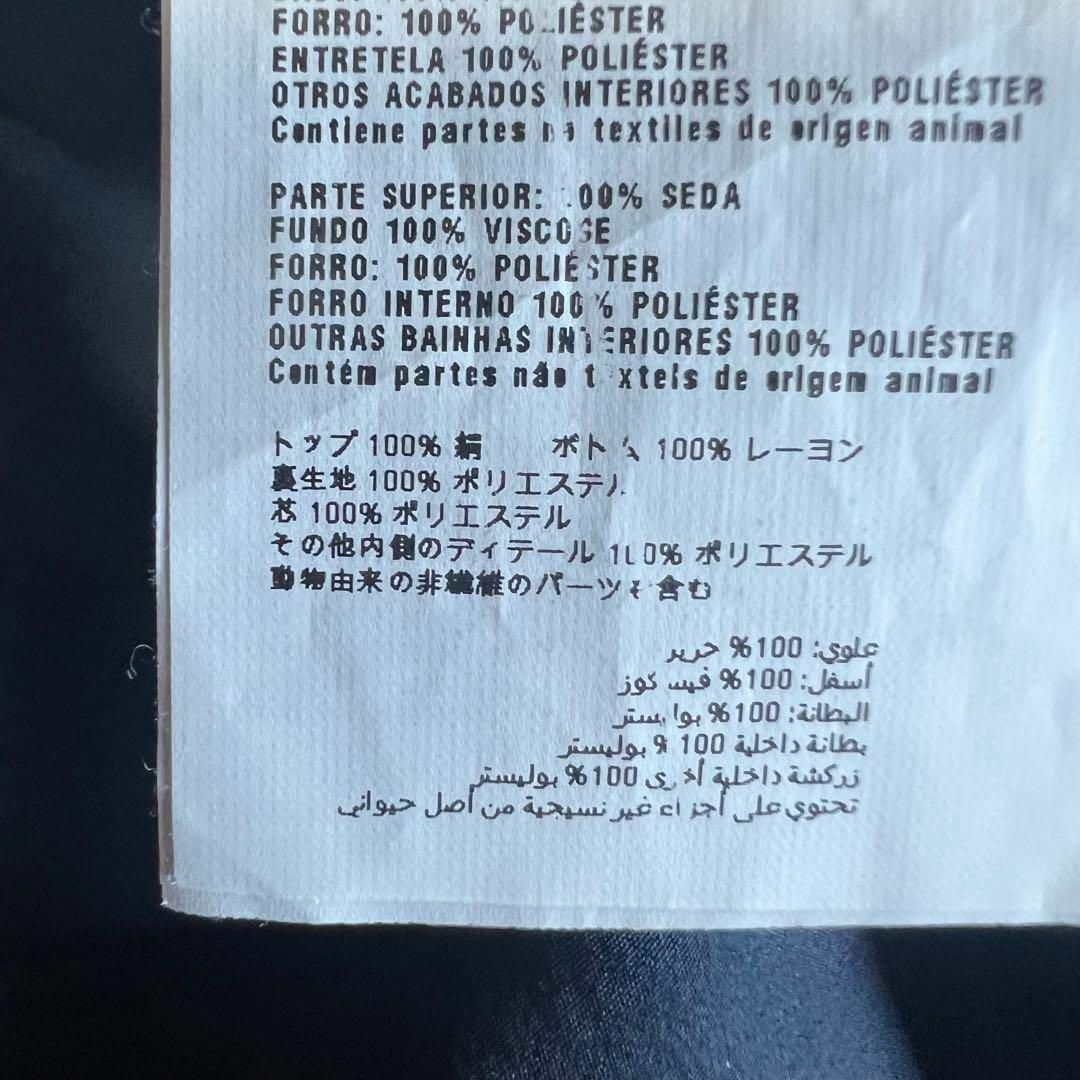 FORRO: 100% POLIÉSTER
ENTRETELA 100% POLIÉSTER
OTROS ACABADOS INTERIORES 100% POLIÉSTER
Contiene partes no textiles de origen animal
PARTE SUPERIOR: 100% SEDA
FUNDO 100% VISCOSE
FORRO: 100% POLIÉSTER
FORRO INTERNO 100% POLIÉSTER
OUTRAS BAINHAS INTERIORES 100% POLIÉSTER
Contém partes não têxteis de origem animal
トップ 100% 絹 ボトム 100% レーヨン
裏生地 100% ポリエステル
芯 100% ポリエステル
その他内側のディテール 100% ポリエステル
動物由来の非繊維のパーツを含む
علوي: 100% حرير
أسفل: 100% فيسكوز
البطانة: 100% بوليستر
بطانة داخلية 100% بوليستر
زركشة داخلية أخرى 100% بوليستر
تحتوي على أجزاء غير نسيجية من أصل حيواني